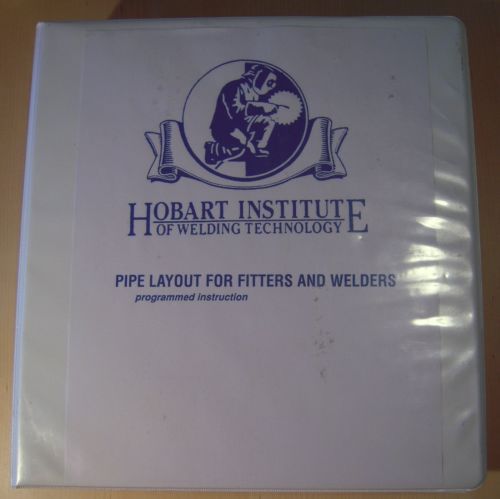 HOBART INSTITUTE
OF WELDING TECHNOLOGY
PIPE LAYOUT FOR FITTERS AND WELDERS
programmed instruction